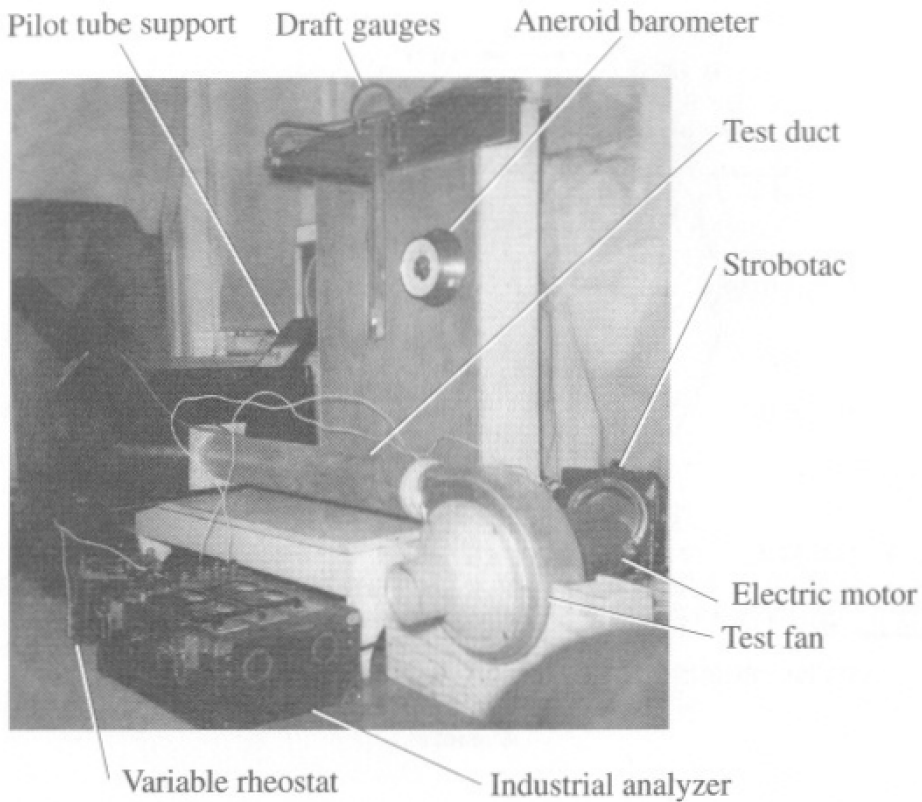 Pilot tube support
Draft gauges
Aneroid barometer
Test duct
Strobotac
Electric motor
Test fan
Variable rheostat
Industrial analyzer